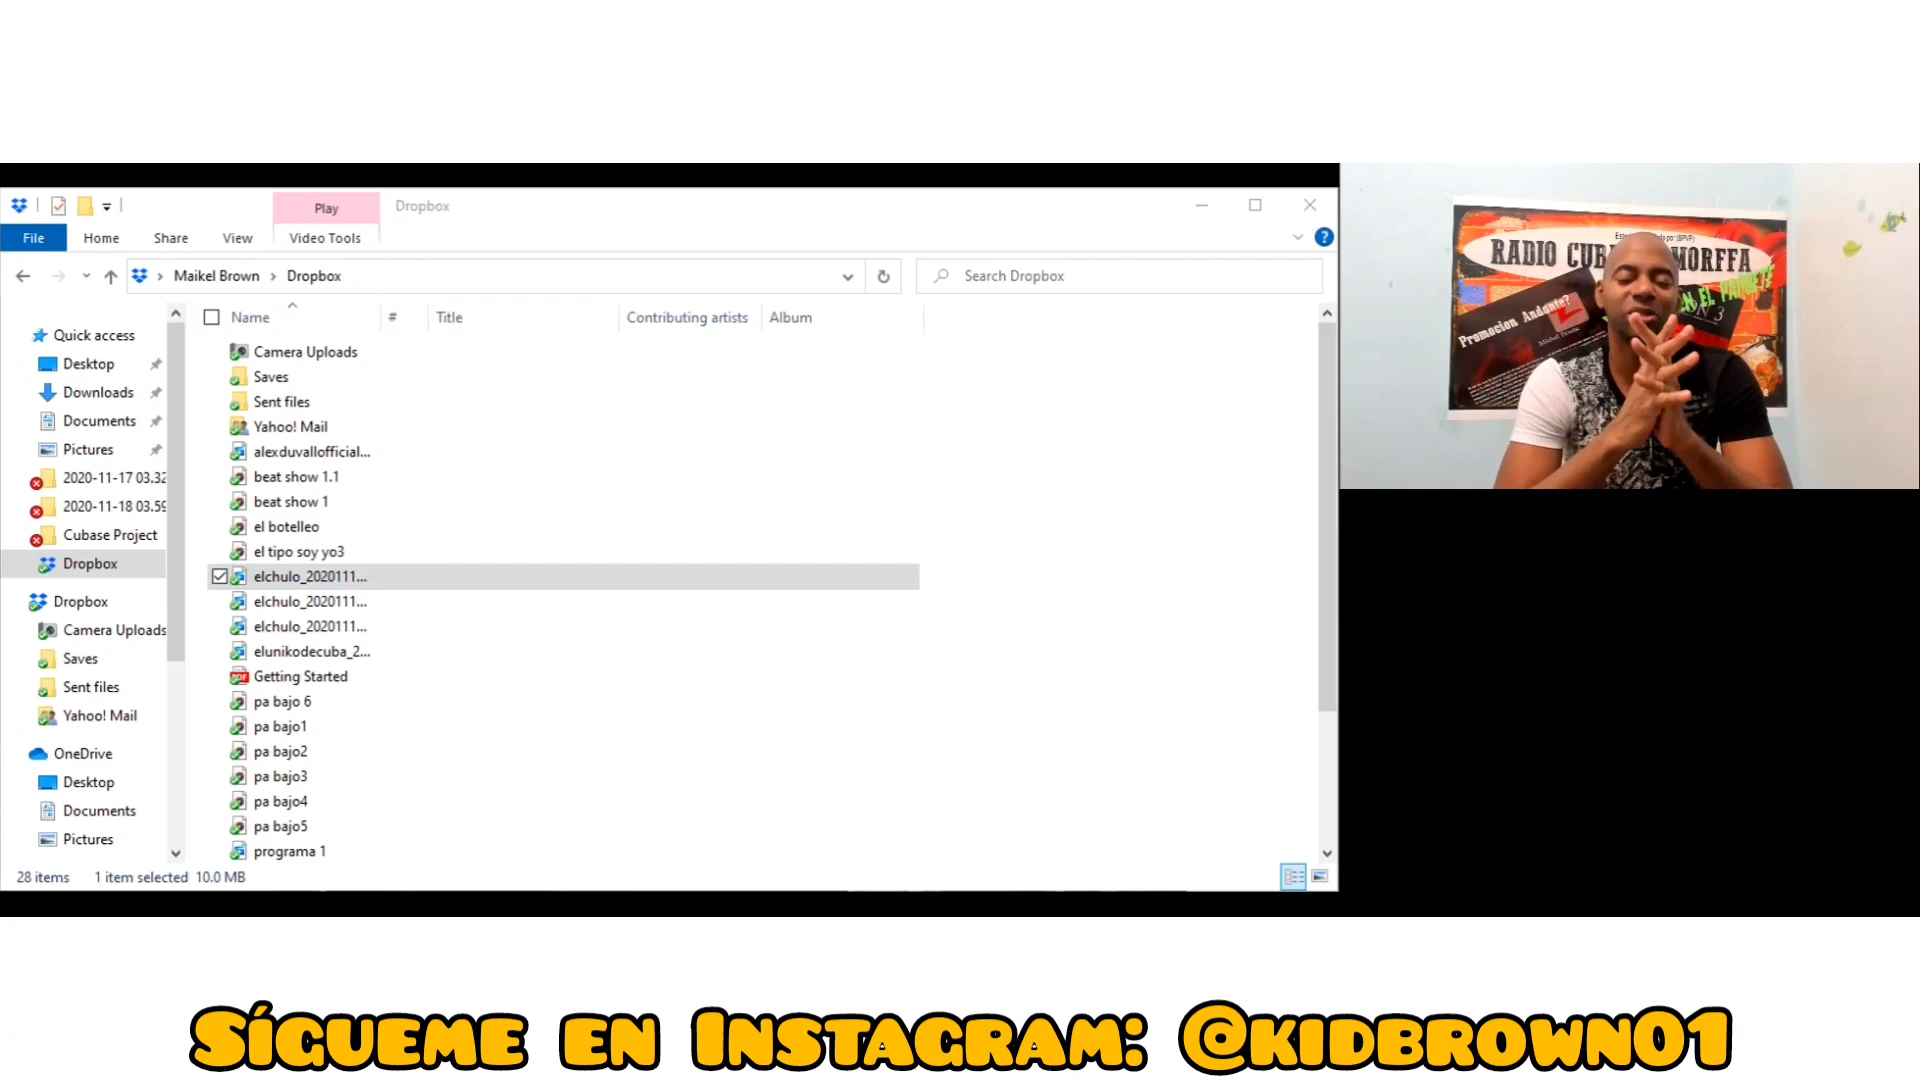 Play
Dropbox
File
Home
Share
View
Video Tools
Maikel Brown > Dropbox
Search Dropbox
Quick access
Desktop
Downloads
Documents
Pictures
2020-11-17 03.32
2020-11-18 03.59
Cubase Project
Dropbox
Dropbox
Camera Uploads
Saves
Sent files
Yahoo! Mail
OneDrive
Desktop
Documents
Pictures
Name # Title Contributing artists Album
Camera Uploads
Saves
Sent files
Yahoo! Mail
alexduvallofficial...
beat show 1.1
beat show 1
el botelleo
el tipo soy yo3
elchulo_2020111...
elchulo_2020111...
elchulo_2020111...
elunikodecuba_2...
Getting Started
pa bajo 6
pa bajo1
pa bajo2
pa bajo3
pa bajo4
pa bajo5
programa 1
28 items 1 item selected 10.0 MB
RADIO CUB MORFFA
N EL PAQUETE
Promocion Andante?
Sígueme en Instagram: @kidbrown01